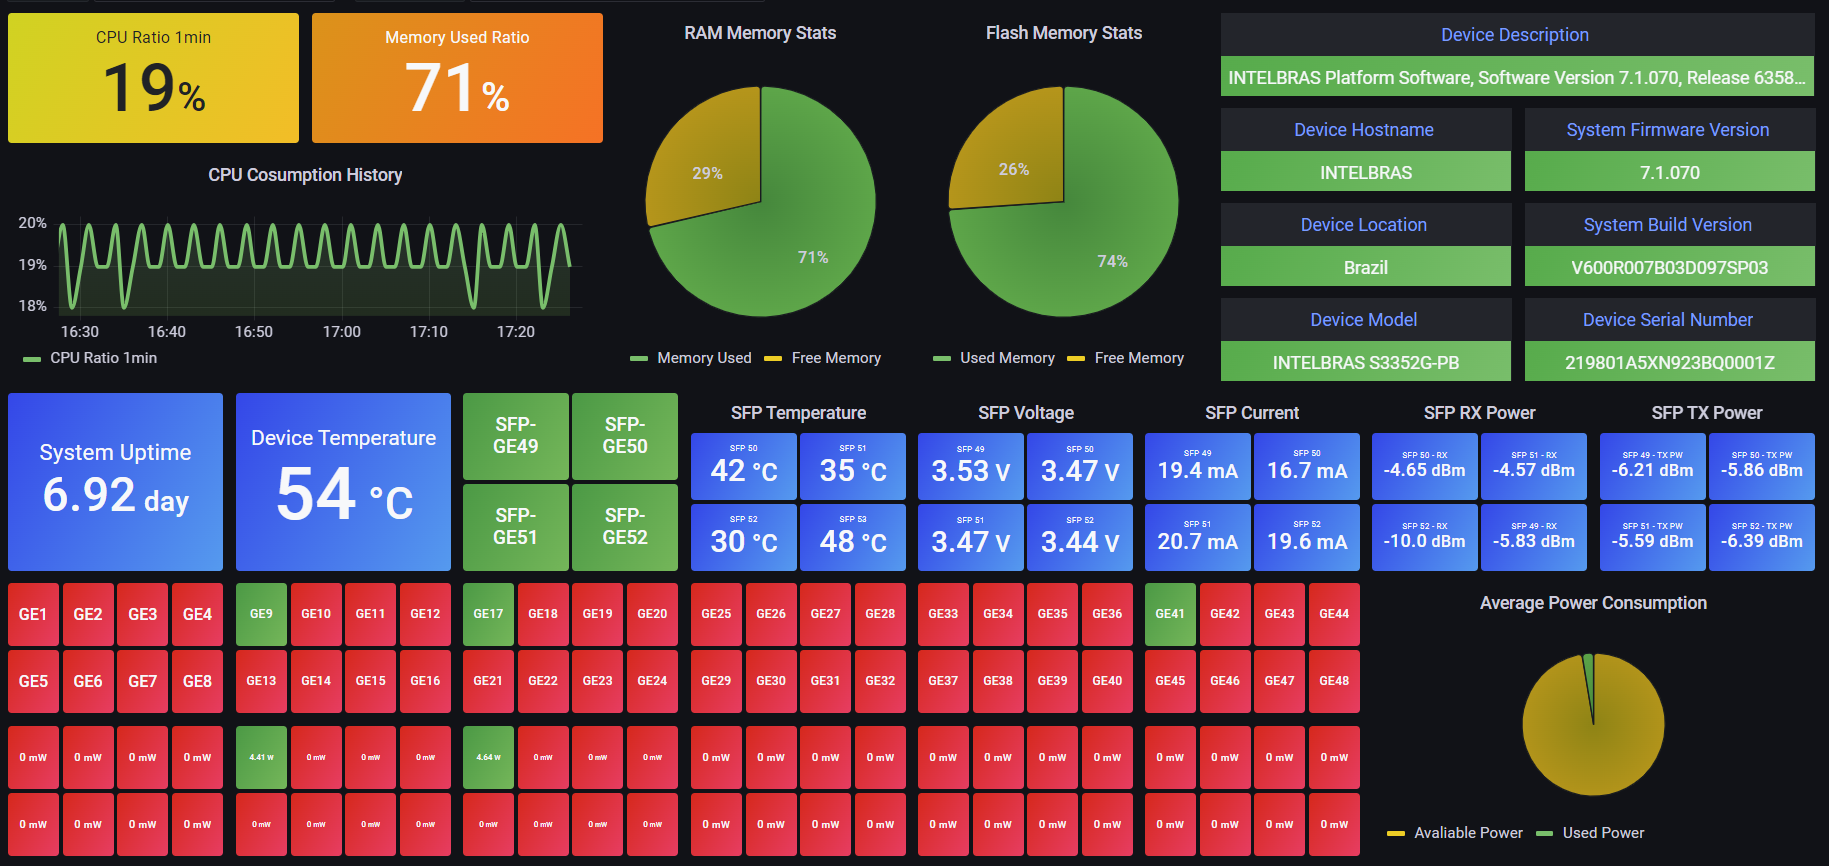 CPU Ratio 1min
19%
Memory Used Ratio
71%
CPU Cosumption History
20%
19%
18%
16:30 16:40 16:50 17:00 17:10 17:20
CPU Ratio 1min
RAM Memory Stats
29%
71%
Memory Used Free Memory
Flash Memory Stats
26%
74%
Used Memory Free Memory
Device Description
INTELBRAS Platform Software, Software Version 7.1.070, Release 6358...
Device Hostname
INTELBRAS
System Firmware Version
7.1.070
Device Location
Brazil
System Build Version
V600R007B03D097SP03
Device Model
INTELBRAS S3352G-PB
Device Serial Number
219801A5XN923BQ0001Z
System Uptime
6.92 day
Device Temperature
54 °C
SFP-
GE49
SFP-
GE50
SFP-
GE51
SFP-
GE52
SFP Temperature
SFP 50
42 °C
SFP 51
35 °C
SFP 52
30 °C
SFP 53
48 °C
SFP Voltage
SFP 49
3.53 V
SFP 50
3.47 V
SFP 51
3.47 V
SFP 52
3.44 V
SFP Current
SFP 49
19.4 mA
SFP 50
16.7 mA
SFP 51
20.7 mA
SFP 52
19.6 mA
SFP RX Power
SFP 50 - RX
-4.65 dBm
SFP 51 - RX
-4.57 dBm
SFP 52 - RX
-10.0 dBm
SFP 49 - RX
-5.83 dBm
SFP TX Power
SFP 49 - TX PW
-6.21 dBm
SFP 50 - TX PW
-5.86 dBm
SFP 51 - TX PW
-5.59 dBm
SFP 52 - TX PW
-6.39 dBm
GE1 GE2 GE3 GE4 GE9 GE10 GE11 GE12 GE17 GE18 GE19 GE20 GE25 GE26 GE27 GE28 GE33 GE34 GE35 GE36 GE41 GE42 GE43 GE44
GE5 GE6 GE7 GE8 GE13 GE14 GE15 GE16 GE21 GE22 GE23 GE24 GE29 GE30 GE31 GE32 GE37 GE38 GE39 GE40 GE45 GE46 GE47 GE48
0 mW 0 mW 0 mW 0 mW 4.41 W 0 mW 0 mW 0 mW 4.64 W 0 mW 0 mW 0 mW 0 mW 0 mW 0 mW 0 mW 0 mW 0 mW 0 mW 0 mW 0 mW 0 mW 0 mW 0 mW
0 mW 0 mW 0 mW 0 mW 0 mW 0 mW 0 mW 0 mW 0 mW 0 mW 0 mW 0 mW 0 mW 0 mW 0 mW 0 mW 0 mW 0 mW 0 mW 0 mW 0 mW 0 mW 0 mW 0 mW
Average Power Consumption
Avaliable Power Used Power